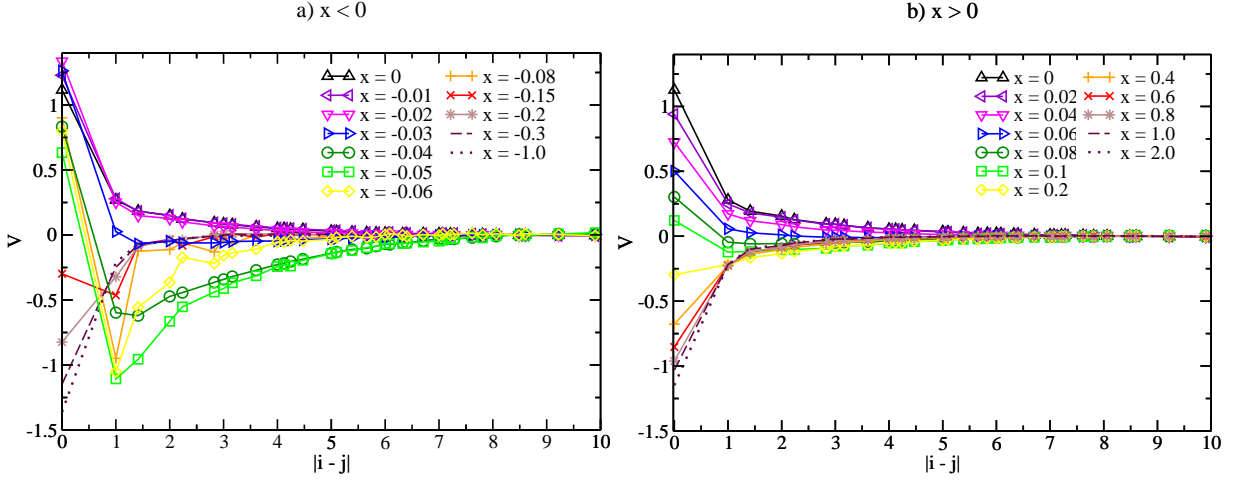 a) x < 0
b) x > 0
1
0.5
0
-0.5
-1
-1.5
V
0 1 2 3 4 5 6 7 8 9 10
|i - j|
x = 0
x = -0.01
x = -0.02
x = -0.03
x = -0.04
x = -0.05
x = -0.06
x = -0.08
x = -0.15
x = -0.2
x = -0.3
x = -1.0
1
0.5
0
-0.5
-1
-1.5
V
0 1 2 3 4 5 6 7 8 9 10
|i - j|
x = 0
x = 0.02
x = 0.04
x = 0.06
x = 0.08
x = 0.1
x = 0.2
x = 0.4
x = 0.6
x = 0.8
x = 1.0
x = 2.0